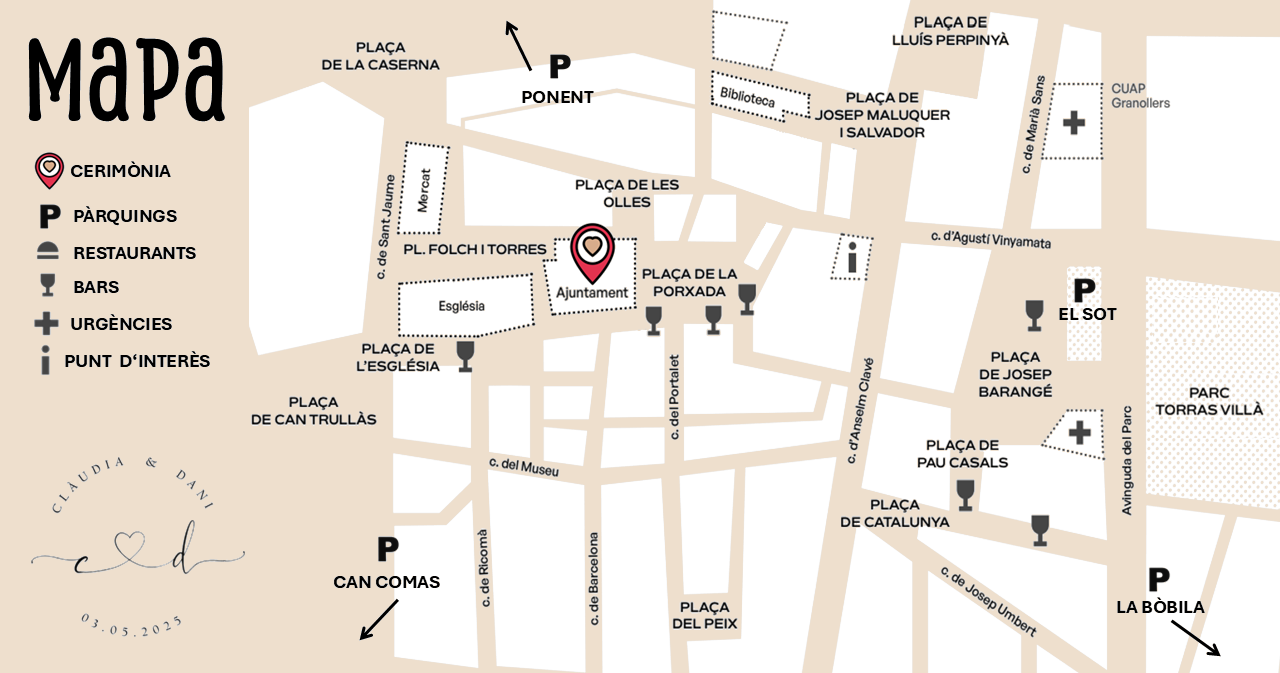 MAPA
CERIMÒNIA
P PÀRQUINGS
RESTAURANTS
BARS
URGÈNCIES
i PUNT D‘INTERÈS
CLÀUDIA & DANI
c d
03.05.2025
PLAÇA
DE LA CASERNA
P
PONENT
Biblioteca
PLAÇA DE
LLUÍS PERPINYÀ
PLAÇA DE
JOSEP MALUQUER
I SALVADOR
c. de Marià Sans
CUAP
Granollers
c. de Sant Jaume
Mercat
PLAÇA DE LES
OLLES
PL. FOLCH I TORRES
Ajuntament
PLAÇA DE LA
PORXADA
i
c. d'Agustí Vinyamata
Església
P
EL SOT
PLAÇA DE
L'ESGLÉSIA
PLAÇA
DE CAN TRULLÀS
c. del Portalet
c. d'Anselm Clavé
PLAÇA
DE JOSEP
BARANGÉ
PARC
TORRAS VILLÀ
c. del Museu
PLAÇA DE
PAU CASALS
Avinguda del Parc
PLAÇA
DE CATALUNYA
P
CAN COMAS
c. de Ricomà
c. de Barcelona
PLAÇA
DEL PEIX
c. de Josep Umbert
P
LA BÒBILA